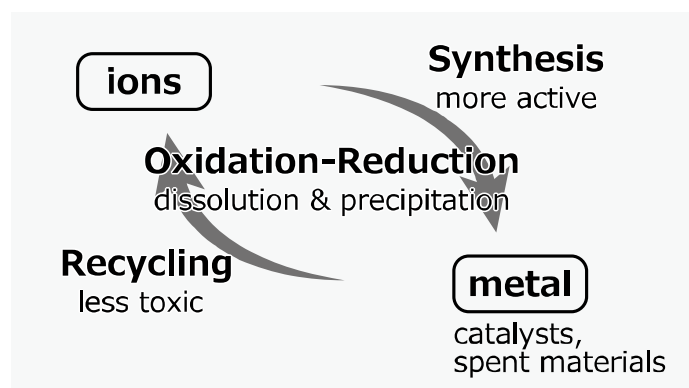 ions
Synthesis
more active
Oxidation-Reduction
dissolution & precipitation
Recycling
less toxic
metal
catalysts,
spent materials